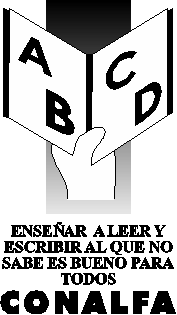 A
B
C
D
ENSEÑAR A LEER Y
ESCRIBIR AL QUE NO
SABE ES BUENO PARA
TODOS
CONALFA